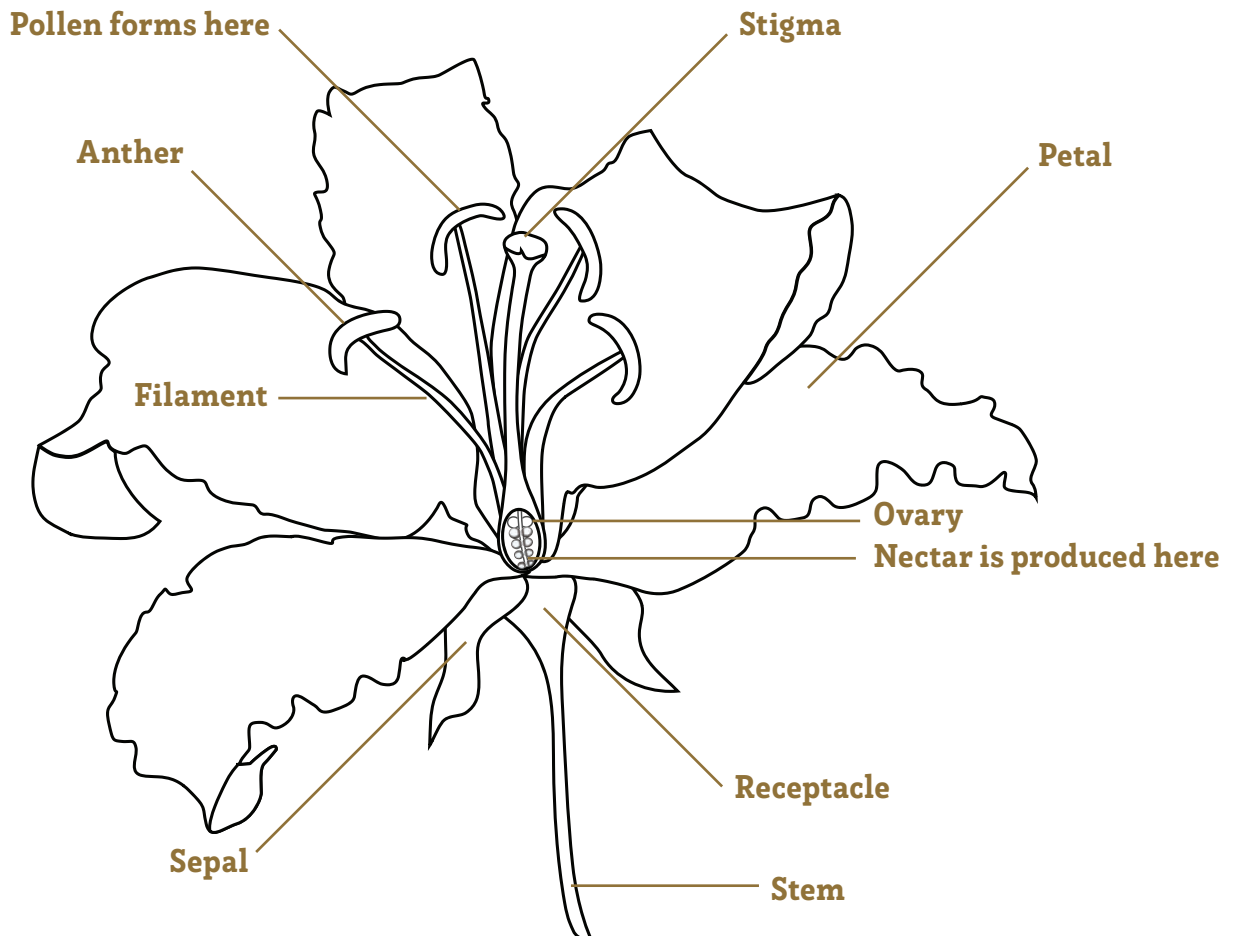 Pollen forms here
Stigma
Anther
Petal
Filament
Ovary
Nectar is produced here
Receptacle
Sepal
Stem